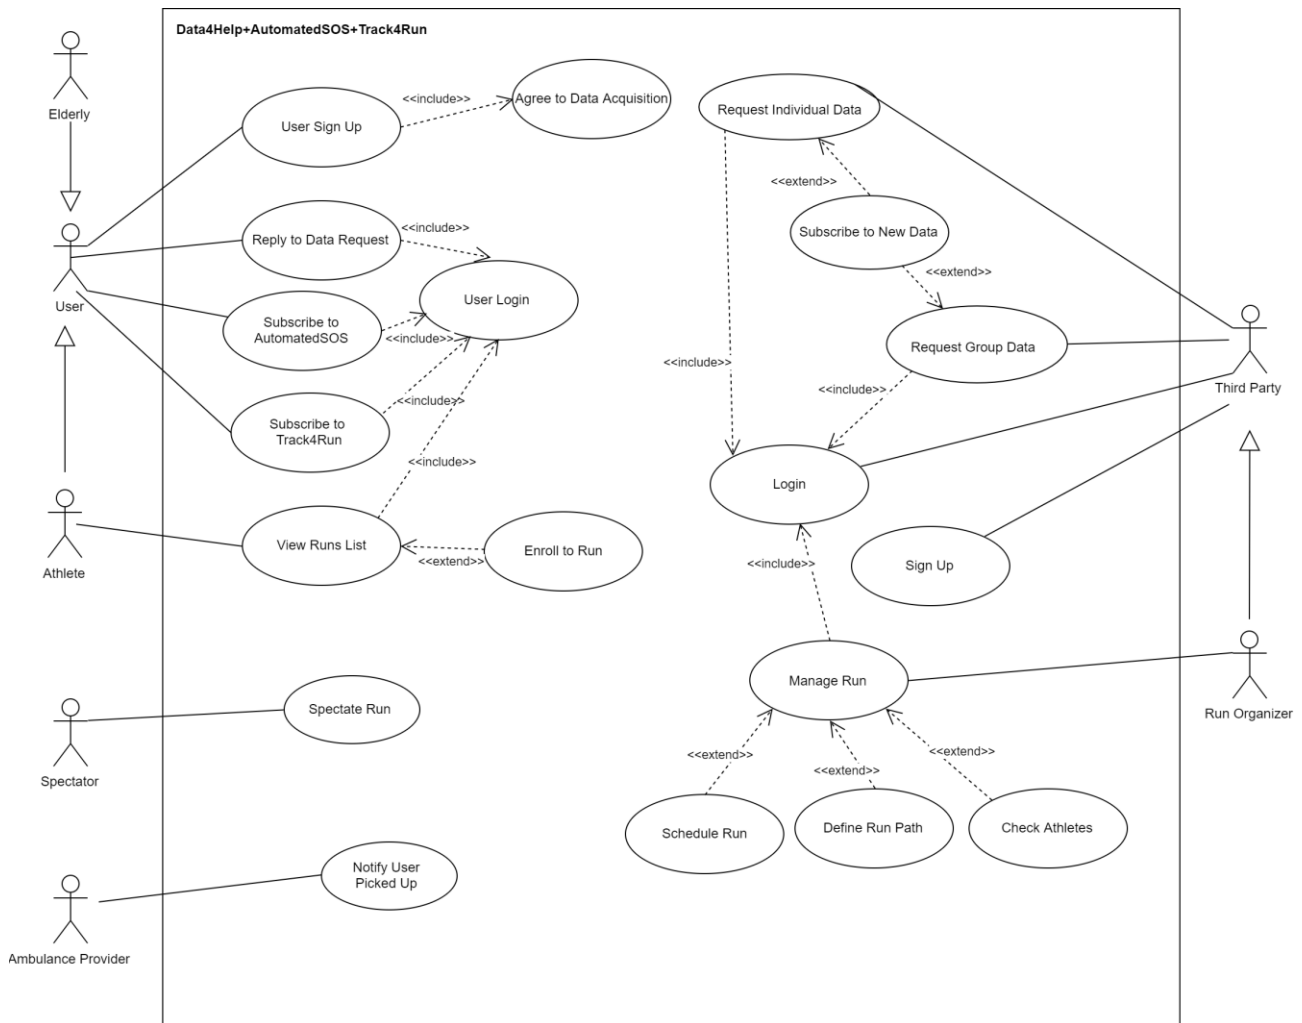 Data4Help+AutomatedSOS+Track4Run
Elderly
User Sign Up
<<include>>
Agree to Data Acquisition
Request Individual Data
<<extend>>
Subscribe to New Data
<<extend>>
Reply to Data Request
<<include>>
User Login
User
Subscribe to
AutomatedSOS
<<include>>
Request Group Data
<<include>>
<<include>>
Third Party
Subscribe to
Track4Run
<<include>>
<<include>>
Login
Athlete
View Runs List
<<extend>>
Enroll to Run
<<include>>
Sign Up
Manage Run
Run Organizer
Spectator
Spectate Run
<<extend>>
<<extend>>
<<extend>>
Schedule Run
Define Run Path
Check Athletes
Notify User
Picked Up
Ambulance Provider